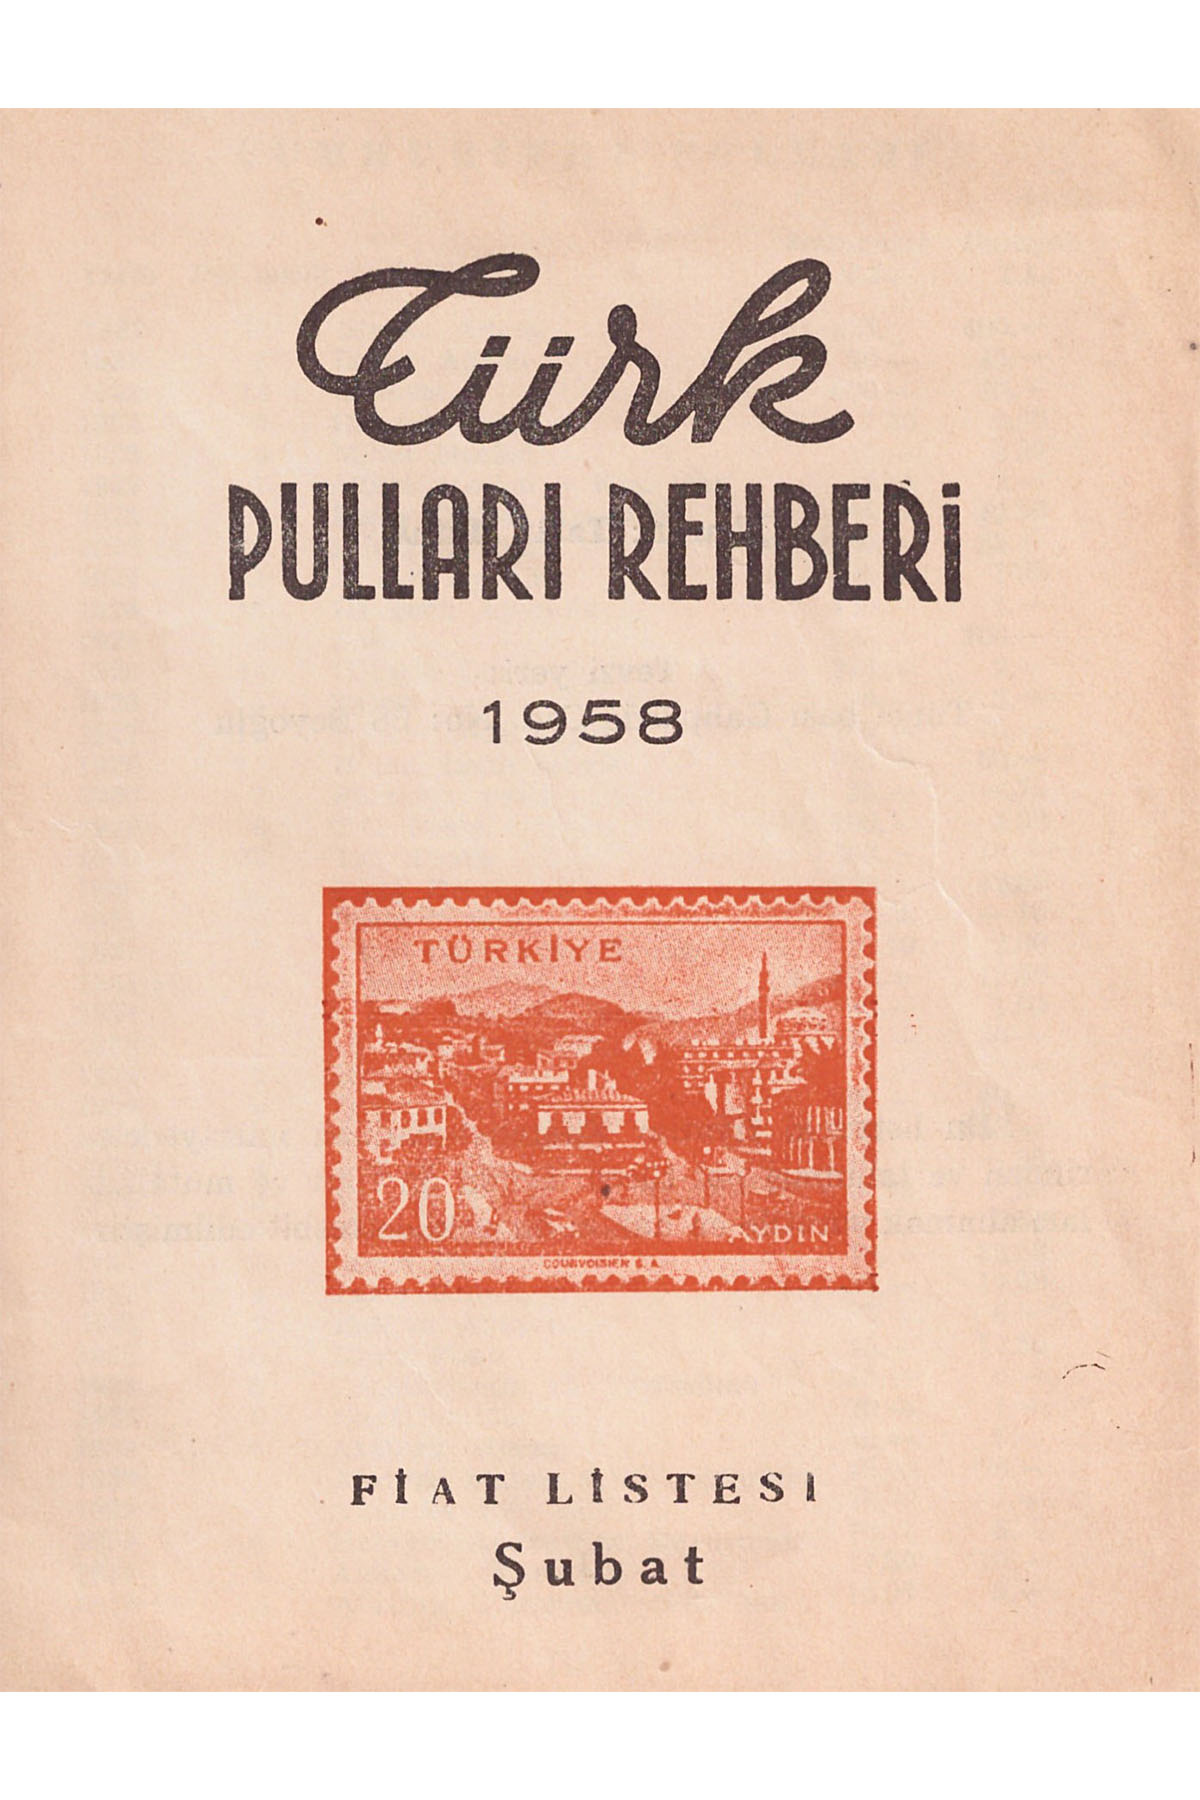 Türk
PULLARI REHBERİ
1958
TÜRKİYE
20
AYDIN
COURVOISIER S.A.
FİAT LİSTESI
Şubat